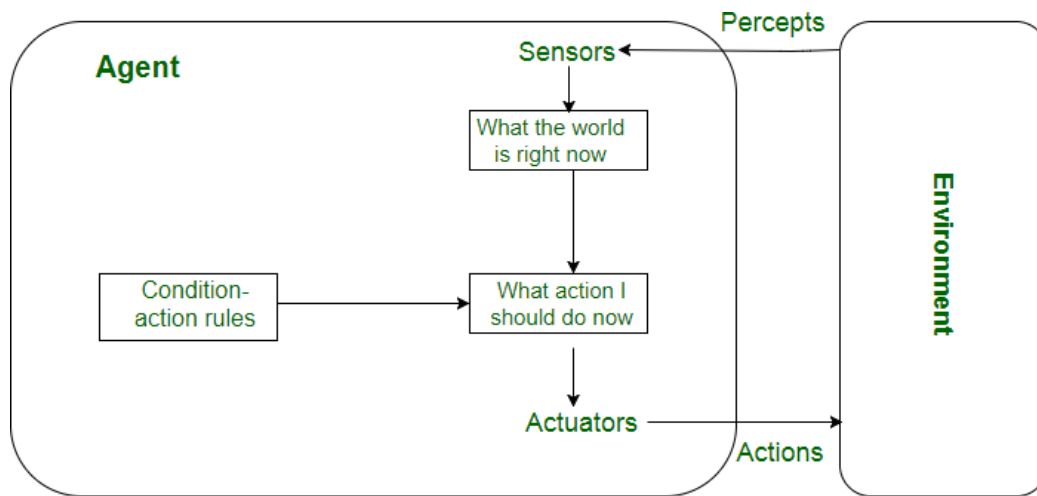 Percepts
Sensors
Agent
What the world
is right now
Environment
Condition-
action rules
What action I
should do now
Actuators
Actions